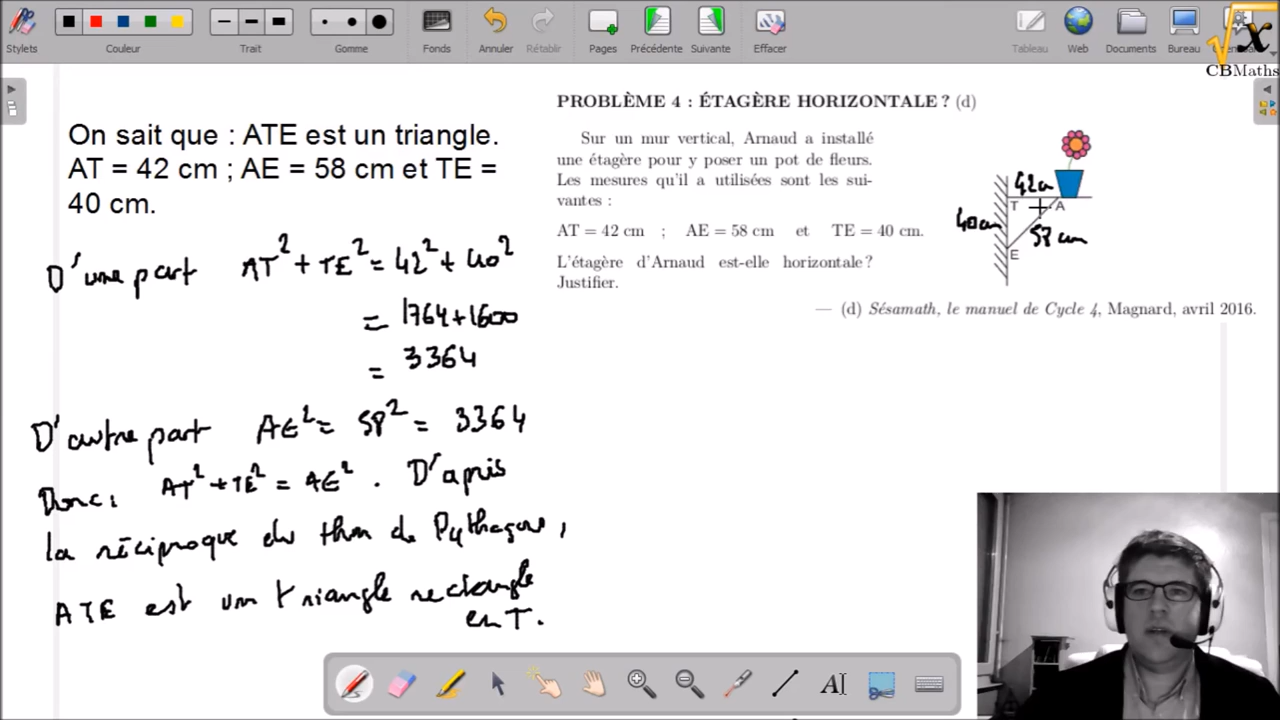 Stylets
Couleur
Trait
Gomme
Fonds
Annuler
Rétablir
Pages
Précédente
Suivante
Effacer
Tableau
Web
Documents
Bureau
√x
CBMaths
On sait que : ATE est un triangle.
AT = 42 cm ; AE = 58 cm et TE =
40 cm.
D'une part AT² + TE² = 42² + 40²
= 1764 + 1600
= 3364
D'autre part AE² = 58² = 3364
Donc : AT² + TE² = AE² . D'après
la réciproque du thm de Pythagore,
ATE est un triangle rectangle
en T.
PROBLÈME 4 : ÉTAGÈRE HORIZONTALE ? (d)
Sur un mur vertical, Arnaud a installé
une étagère pour y poser un pot de fleurs.
Les mesures qu'il a utilisées sont les sui-
vantes :
AT = 42 cm ; AE = 58 cm et TE = 40 cm.
L'étagère d'Arnaud est-elle horizontale ?
Justifier.
42 cm
T A
40 cm
58 cm
E
— (d) Sésamath, le manuel de Cycle 4, Magnard, avril 2016.